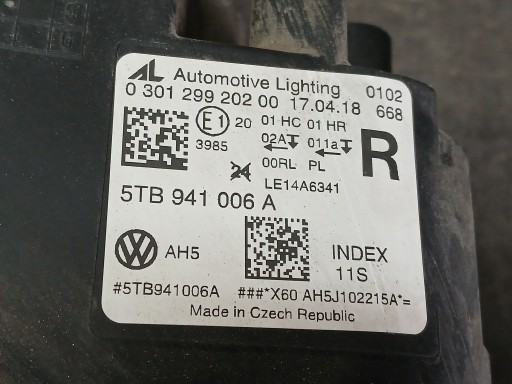 AL Automotive Lighting 0102
0 301 299 202 00 17.04.18 668
E1 20 01 HC 01 HR
02A 011a
3985 00RL PL R
24 LE14A6341
5TB 941 006 A
VW AH5 INDEX
11S
#5TB941006A ###*X60 AH5J102215A*=
Made in Czech Republic